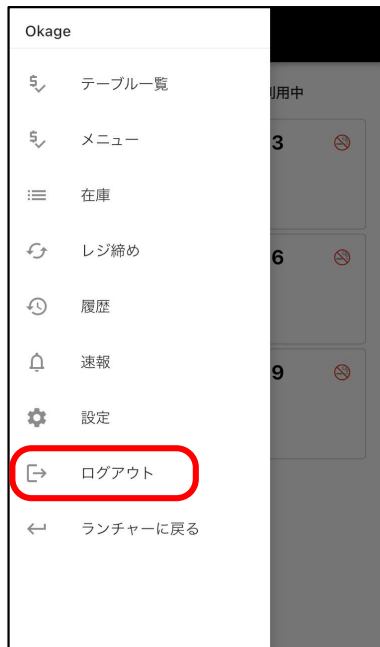 Okage
テーブル一覧
利用中
メニュー
3
在庫
レジ締め
6
履歴
速報
9
設定
ログアウト
ランチャーに戻る